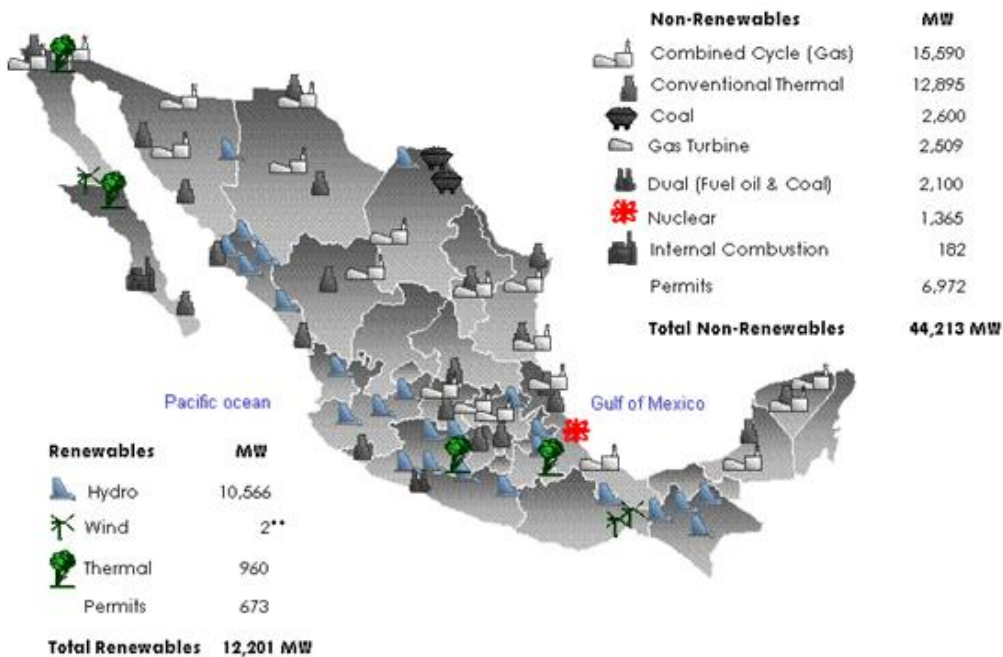 Non-Renewables MW
Combined Cycle (Gas) 15,590
Conventional Thermal 12,895
Coal 2,600
Gas Turbine 2,509
Dual (Fuel oil & Coal) 2,100
Nuclear 1,365
Internal Combustion 182
Permits 6,972
Total Non-Renewables 44,213 MW
Pacific ocean
Gulf of Mexico
Renewables MW
Hydro 10,566
Wind 2**
Thermal 960
Permits 673
Total Renewables 12,201 MW